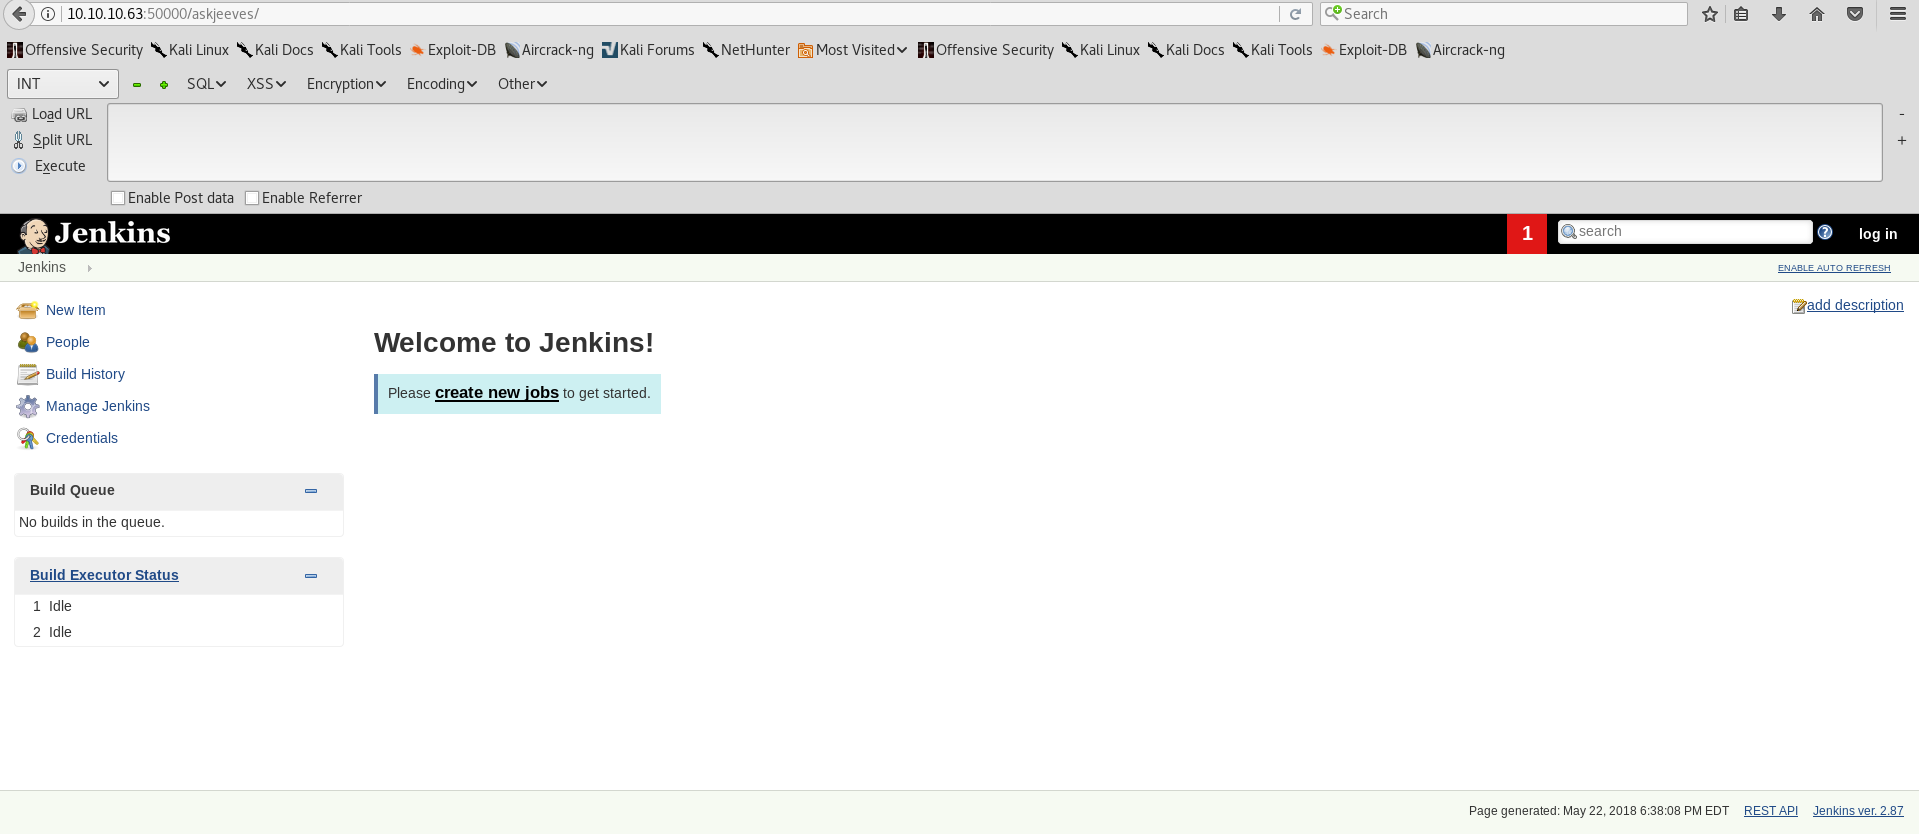 10.10.10.63:50000/askjeeves/ Search
Offensive Security Kali Linux Kali Docs Kali Tools Exploit-DB Aircrack-ng Kali Forums NetHunter Most Visited Offensive Security Kali Linux Kali Docs Kali Tools Exploit-DB Aircrack-ng
INT SQL XSS Encryption Encoding Other
Load URL -
Split URL +
Execute
Enable Post data Enable Referrer
Jenkins 1 search ? log in
Jenkins ENABLE AUTO REFRESH
New Item add description
People Welcome to Jenkins!
Build History
Please create new jobs to get started.
Manage Jenkins
Credentials
Build Queue
No builds in the queue.
Build Executor Status
1 Idle
2 Idle
Page generated: May 22, 2018 6:38:08 PM EDT REST API Jenkins ver. 2.87